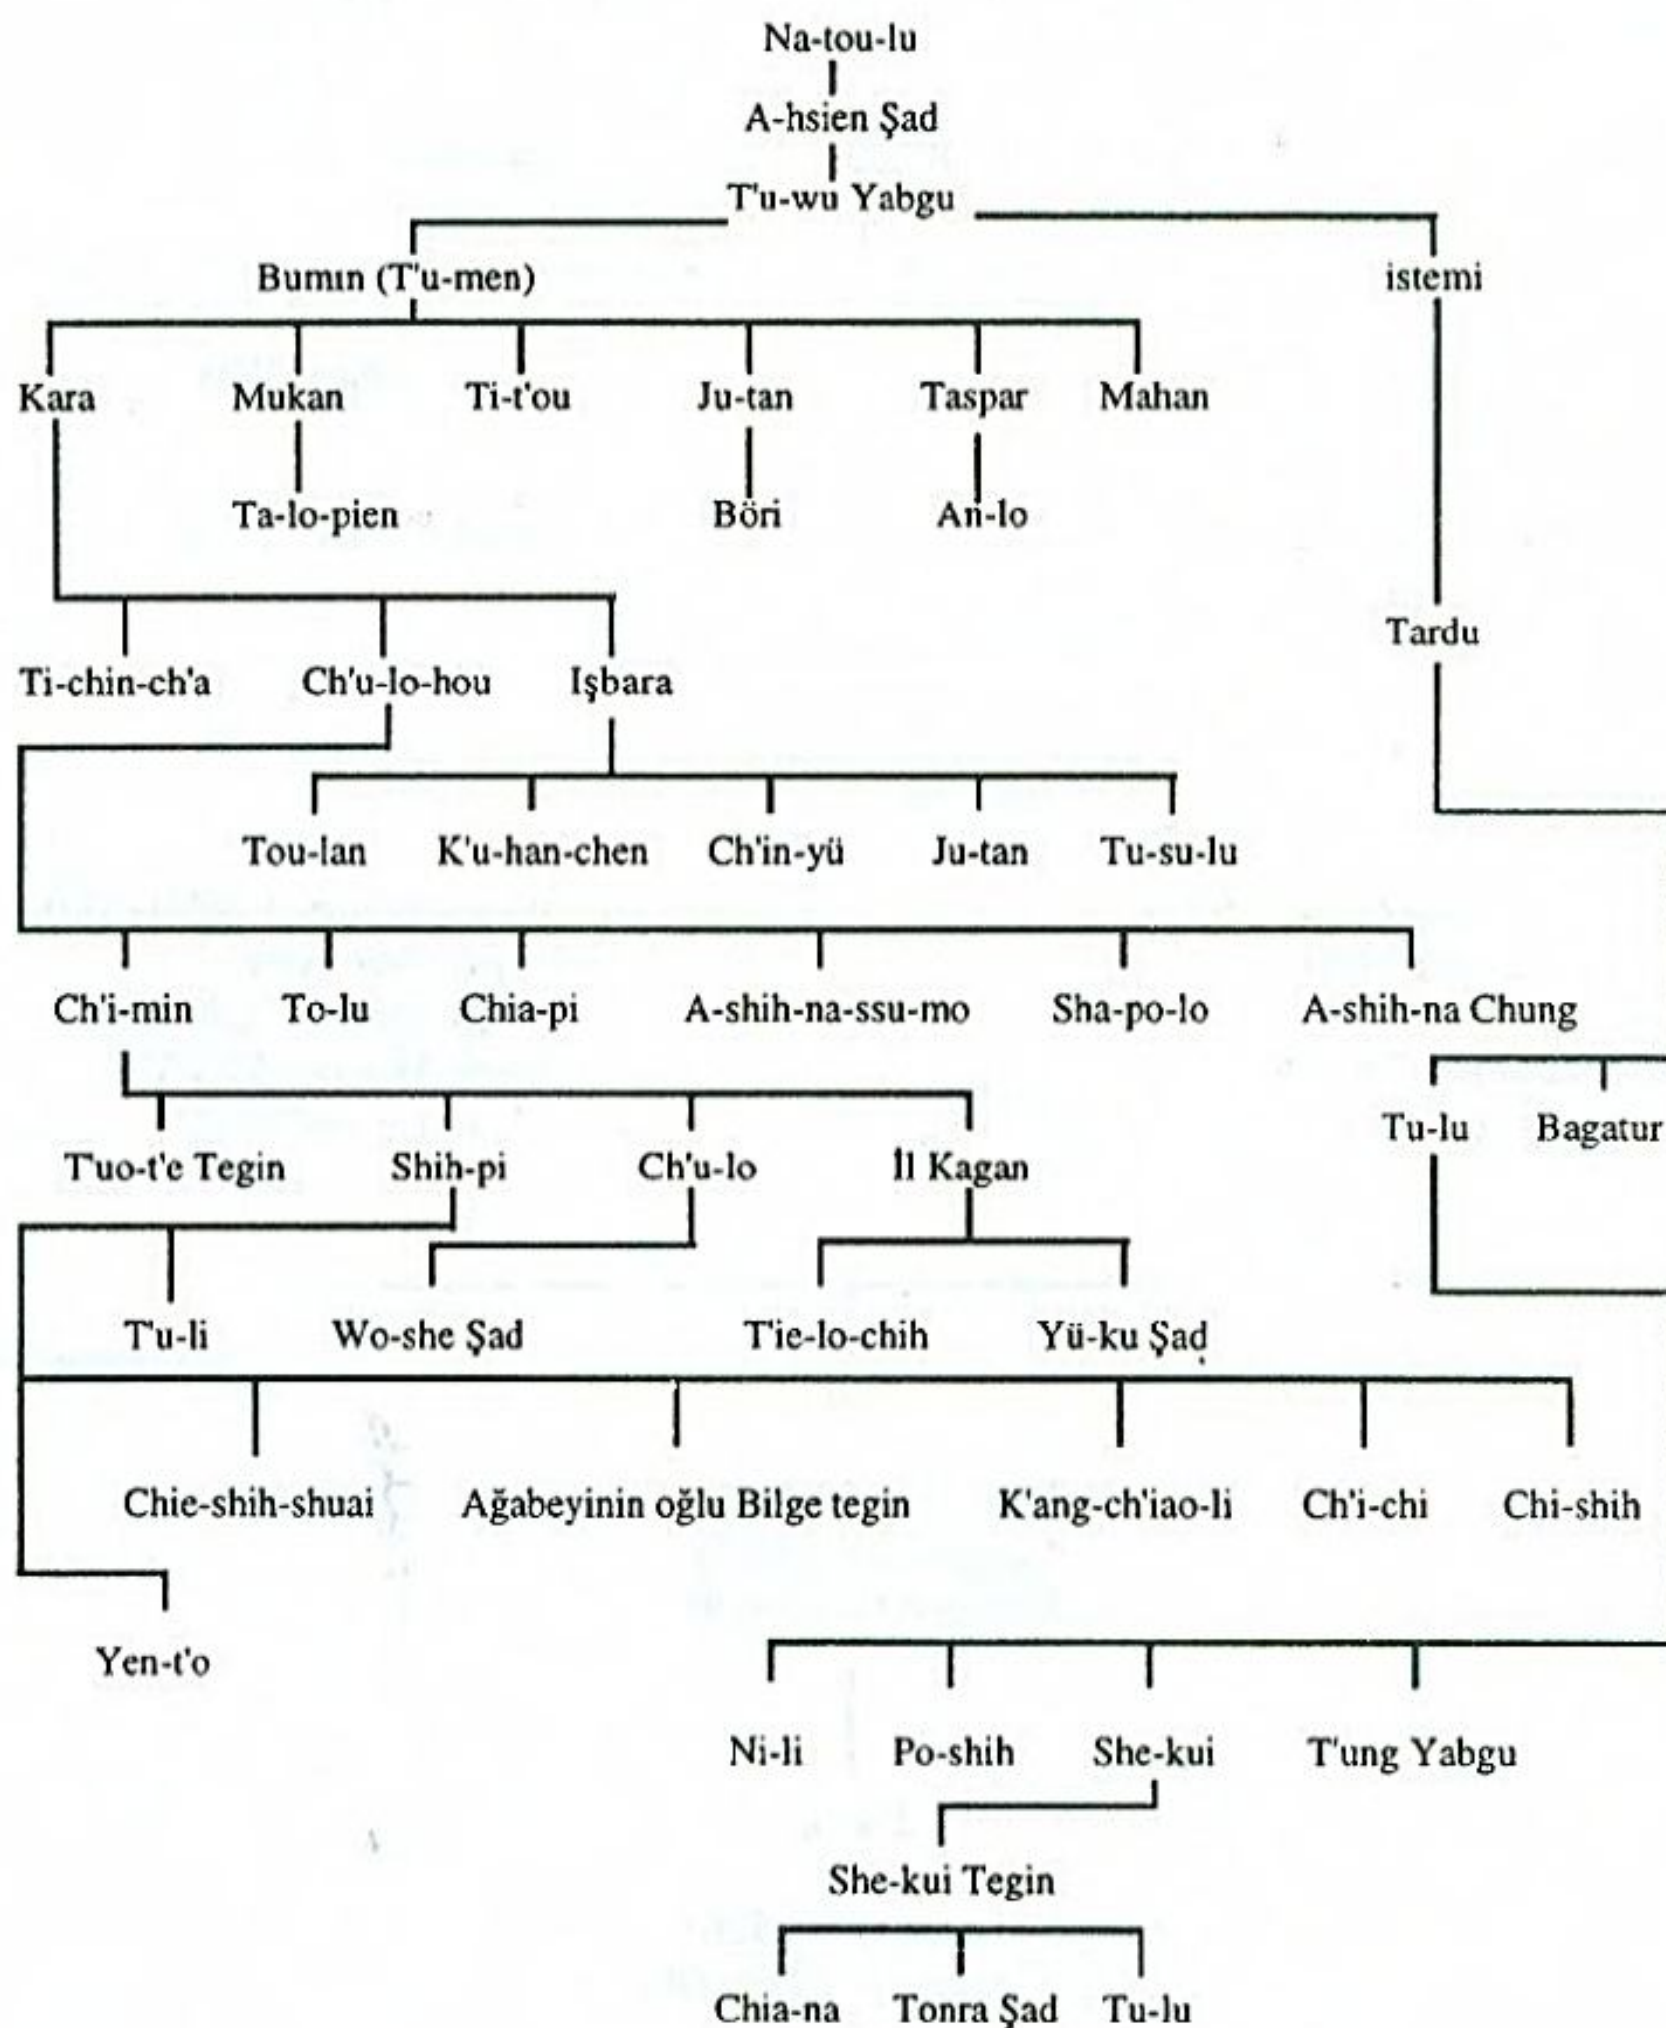 Na-tou-lu
A-hsien Şad
T'u-wu Yabgu
Bumın (T'u-men) istemi
Kara Mukan Ti-t'ou Ju-tan Taspar Mahan
Ta-lo-pien Böri An-lo
Tardu
Ti-chin-ch'a Ch'u-lo-hou Işbara
Tou-lan K'u-han-chen Ch'in-yü Ju-tan Tu-su-lu
Ch'i-min To-lu Chia-pi A-shih-na-ssu-mo Sha-po-lo A-shih-na Chung
Tu-lu Bagatur
T'uo-t'e Tegin Shih-pi Ch'u-lo İl Kagan
T'u-li Wo-she Şad T'ie-lo-chih Yü-ku Şad
Chie-shih-shuai Ağabeyinin oğlu Bilge tegin K'ang-ch'iao-li Ch'i-chi Chi-shih
Yen-t'o
Ni-li Po-shih She-kui T'ung Yabgu
She-kui Tegin
Chia-na Tonra Şad Tu-lu